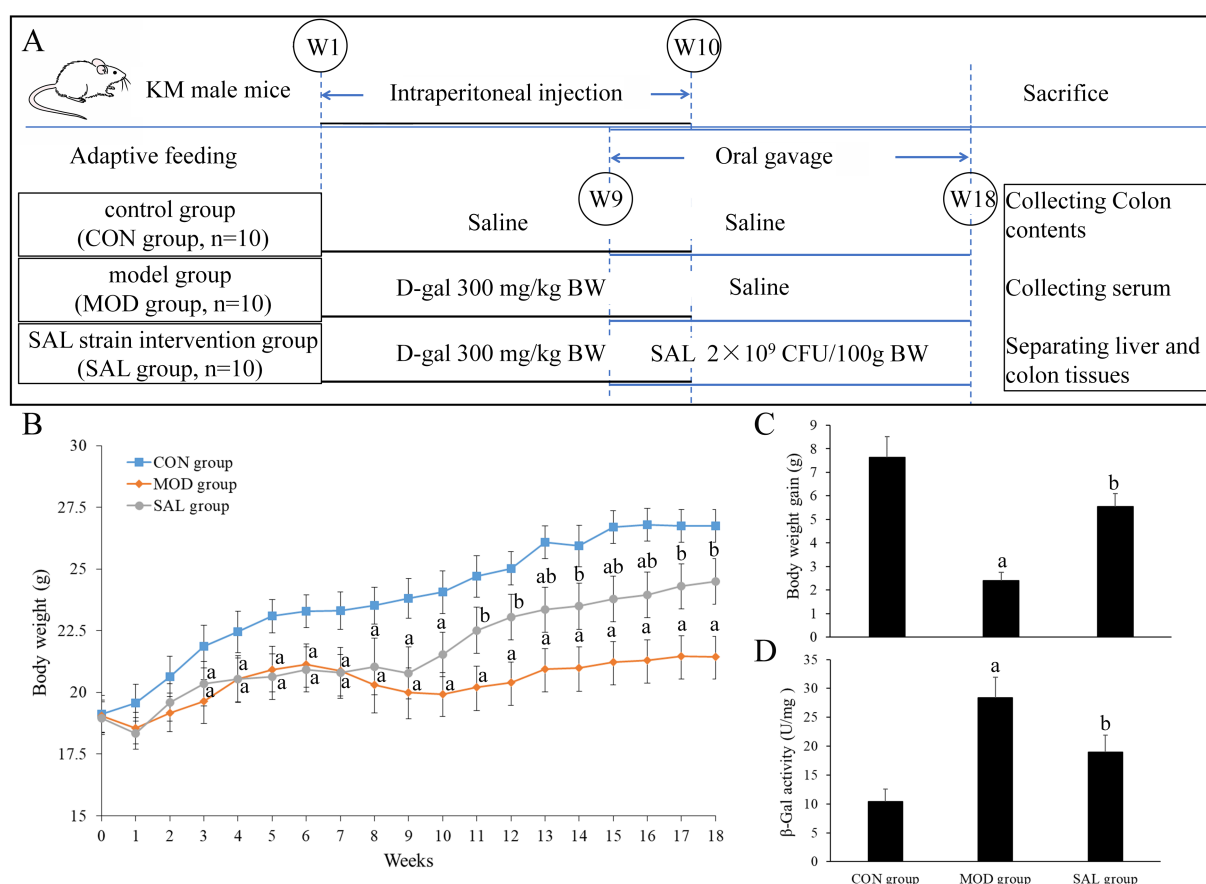 A
W1
W10
KM male mice
Intraperitoneal injection
Sacrifice
Adaptive feeding
Oral gavage
W9
W18
control group
(CON group, n=10)
Saline
Saline
Collecting Colon
contents
model group
(MOD group, n=10)
D-gal 300 mg/kg BW
Saline
Collecting serum
SAL strain intervention group
(SAL group, n=10)
D-gal 300 mg/kg BW
SAL 2×10⁹ CFU/100g BW
Separating liver and
colon tissues
B
30
27.5
25
22.5
20
17.5
15
Body weight (g)
CON group
MOD group
SAL group
a a a a a a a a b b ab b ab ab b b
a a a a a a a a a a a a a a a
0 1 2 3 4 5 6 7 8 9 10 11 12 13 14 15 16 17 18
Weeks
C
9
8
7
6
5
4
3
2
1
0
Body weight gain (g)
a
b
D
35
30
25
20
15
10
5
0
β-Gal activity (U/mg)
a
b
CON group MOD group SAL group